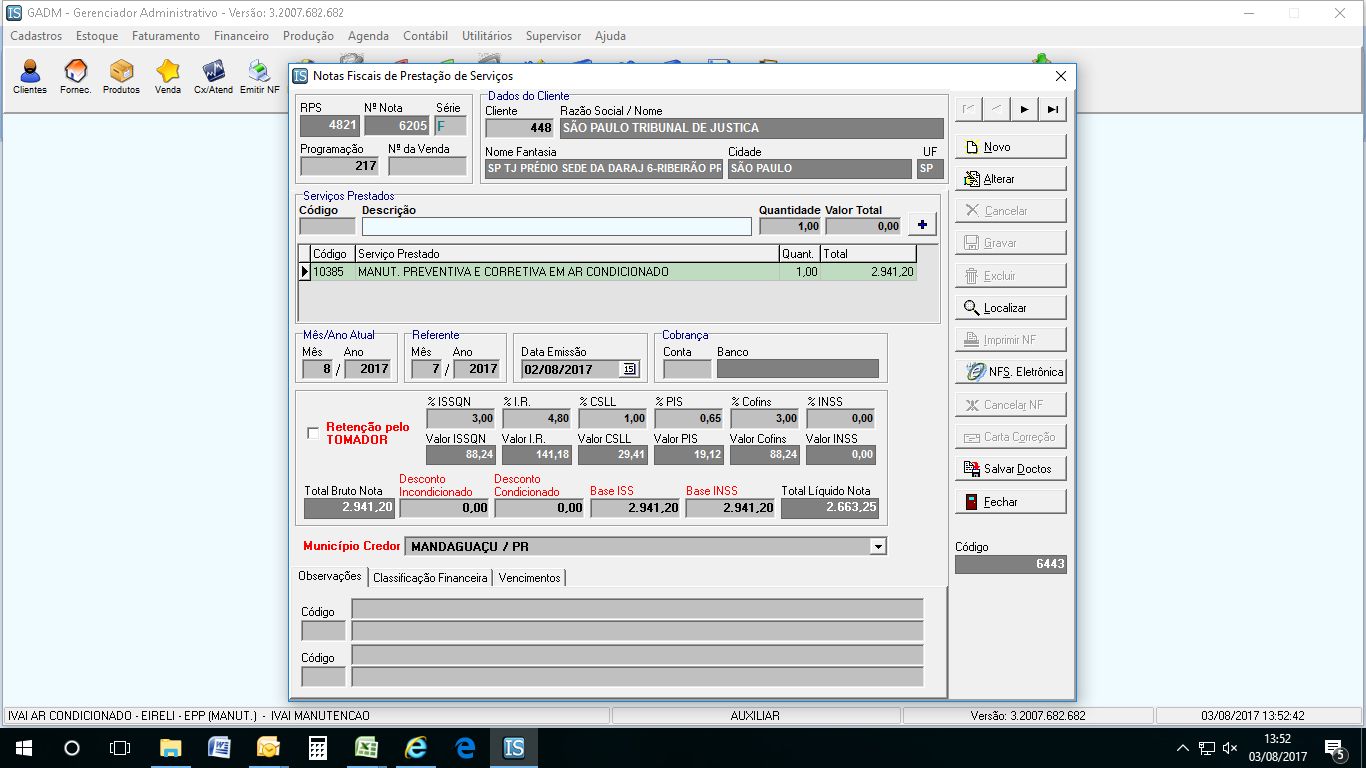 GADM - Gerenciador Administrativo - Versão: 3.2007.682.682
Cadastros Estoque Faturamento Financeiro Produção Agenda Contábil Utilitários Supervisor Ajuda
Clientes Fornec. Produtos Venda Cx/Atend Emitir NF
Notas Fiscais de Prestação de Serviços
RPS Nº Nota Série
4821 6205 F
Programação Nº da Venda
217
Dados do Cliente
Cliente Razão Social / Nome
448 SÃO PAULO TRIBUNAL DE JUSTICA
Nome Fantasia Cidade UF
SP TJ PRÉDIO SEDE DA DARAJ 6-RIBEIRÃO PR SÃO PAULO SP
Serviços Prestados
Código Descrição Quantidade Valor Total
1,00 0,00 +
Código Serviço Prestado Quant. Total
10385 MANUT. PREVENTIVA E CORRETIVA EM AR CONDICIONADO 1,00 2.941,20
Mês/Ano Atual
Mês Ano
8 / 2017
Referente
Mês Ano
7 / 2017
Data Emissão
02/08/2017 15
Cobrança
Conta Banco
Retenção pelo
TOMADOR
% ISSQN % I.R. % CSLL % PIS % Cofins % INSS
3,00 4,80 1,00 0,65 3,00 0,00
Valor ISSQN Valor I.R. Valor CSLL Valor PIS Valor Cofins Valor INSS
88,24 141,18 29,41 19,12 88,24 0,00
Total Bruto Nota Desconto Incondicionado Desconto Condicionado Base ISS Base INSS Total Líquido Nota
2.941,20 0,00 0,00 2.941,20 2.941,20 2.663,25
Município Credor MANDAGUAÇU / PR
Observações Classificação Financeira Vencimentos
Código
Código
Novo
Alterar
Cancelar
Gravar
Excluir
Localizar
Imprimir NF
NFS. Eletrônica
Cancelar NF
Carta Correção
Salvar Doctos
Fechar
Código
6443
IVAI AR CONDICIONADO - EIRELI - EPP (MANUT.) - IVAI MANUTENCAO AUXILIAR Versão: 3.2007.682.682 03/08/2017 13:52:42
13:52
03/08/2017
5